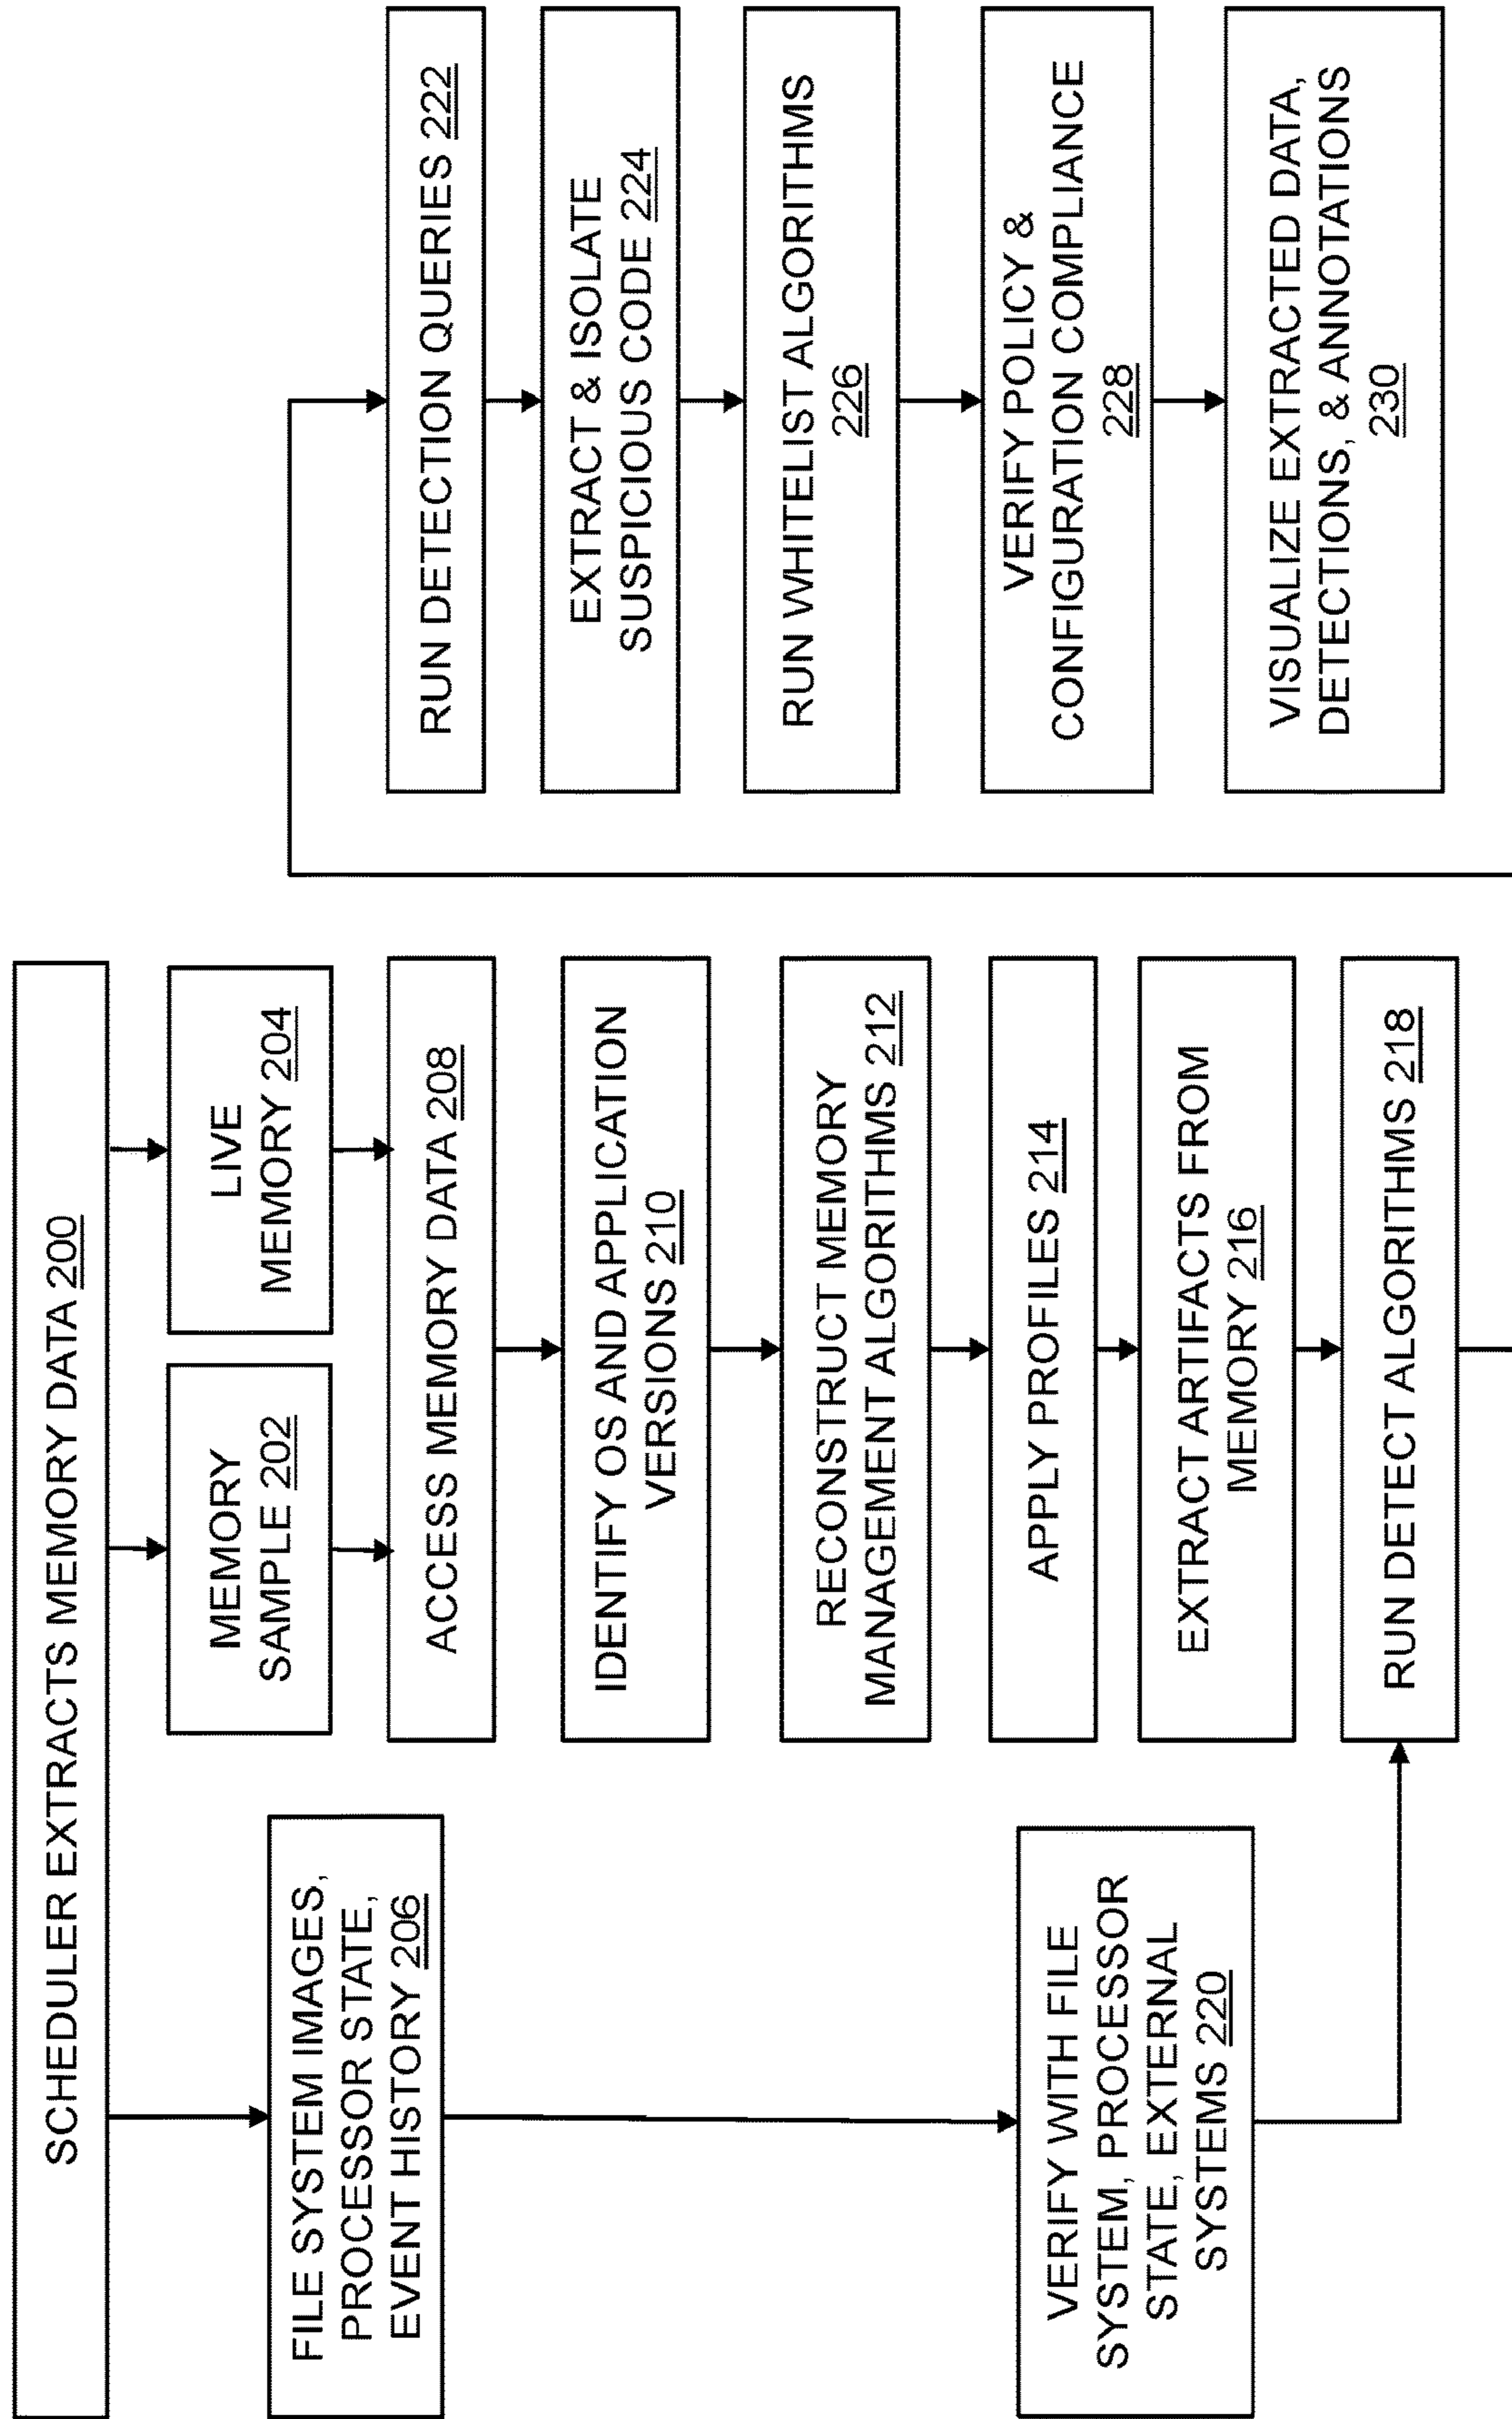 SCHEDULER EXTRACTS MEMORY DATA 200
FILE SYSTEM IMAGES,
PROCESSOR STATE,
EVENT HISTORY 206
MEMORY
SAMPLE 202
LIVE
MEMORY 204
ACCESS MEMORY DATA 208
IDENTIFY OS AND APPLICATION
VERSIONS 210
RECONSTRUCT MEMORY
MANAGEMENT ALGORITHMS 212
APPLY PROFILES 214
EXTRACT ARTIFACTS FROM
MEMORY 216
VERIFY WITH FILE
SYSTEM, PROCESSOR
STATE, EXTERNAL
SYSTEMS 220
RUN DETECT ALGORITHMS 218
RUN DETECTION QUERIES 222
EXTRACT & ISOLATE
SUSPICIOUS CODE 224
RUN WHITELIST ALGORITHMS
226
VERIFY POLICY &
CONFIGURATION COMPLIANCE
228
VISUALIZE EXTRACTED DATA,
DETECTIONS, & ANNOTATIONS
230